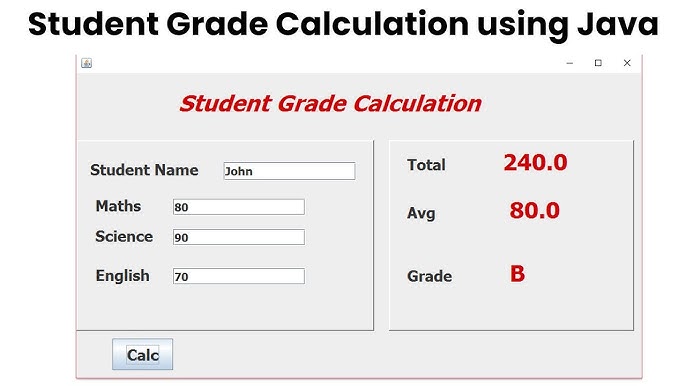 Student Grade Calculation using Java
Student Grade Calculation
Student Name John
Maths 80
Science 90
English 70
Total 240.0
Avg 80.0
Grade B
Calc